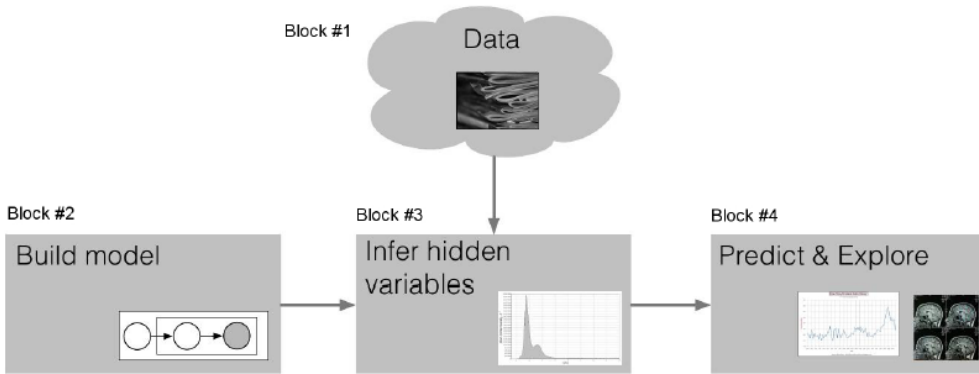 Block #1
Data
Block #2
Build model
Block #3
Infer hidden
variables
Block #4
Predict & Explore